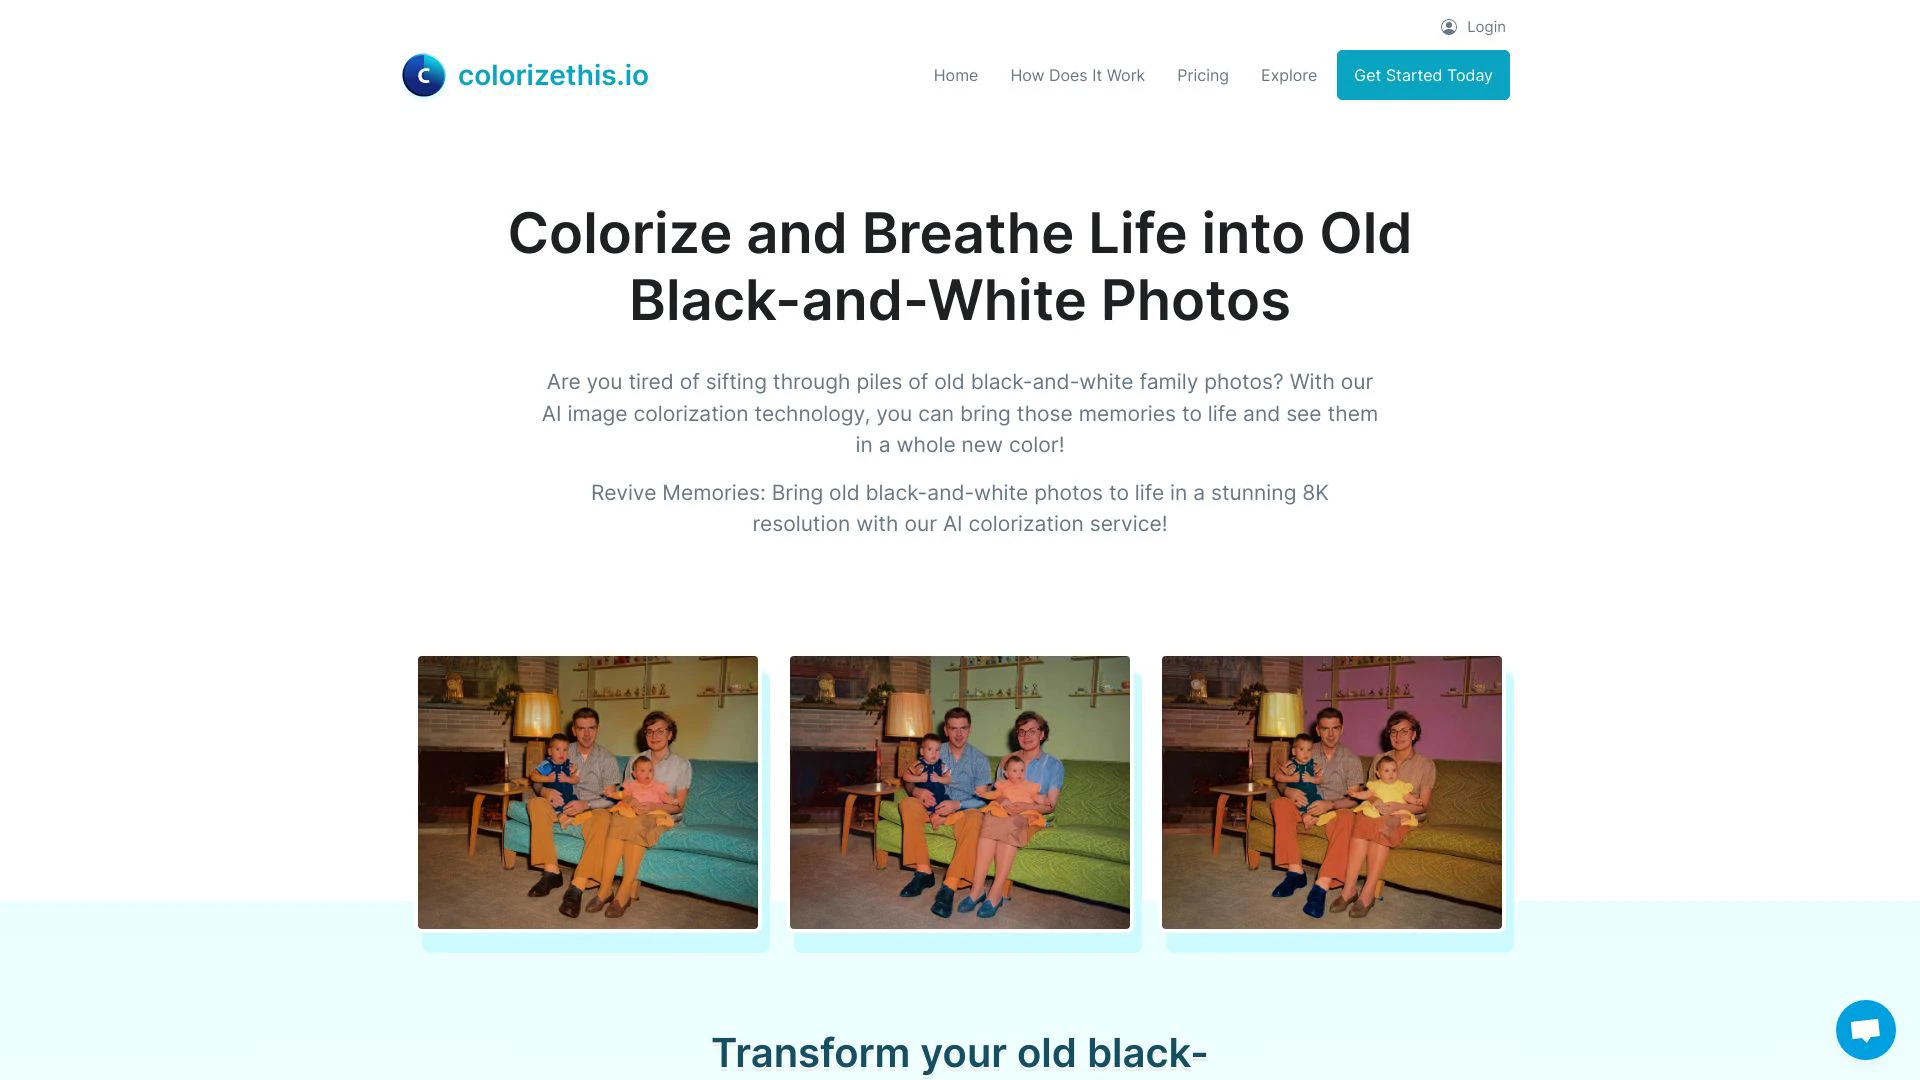 Login
C
colorizethis.io
Home
How Does It Work
Pricing
Explore
Get Started Today
Colorize and Breathe Life into Old
Black-and-White Photos
Are you tired of sifting through piles of old black-and-white family photos? With our
AI image colorization technology, you can bring those memories to life and see them
in a whole new color!
Revive Memories: Bring old black-and-white photos to life in a stunning 8K
resolution with our AI colorization service!
Transform your old black-